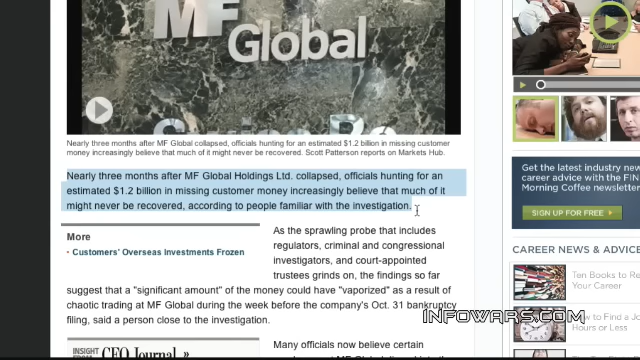 MF
Global
Nearly three months after MF Global collapsed, officials hunting for an estimated $1.2 billion in missing customer
money increasingly believe that much of it might never be recovered. Scott Patterson reports on Markets Hub.
Nearly three months after MF Global Holdings Ltd. collapsed, officials hunting for an
estimated $1.2 billion in missing customer money increasingly believe that much of it
might never be recovered, according to people familiar with the investigation.
More
• Customers' Overseas Investments Frozen
As the sprawling probe that includes
regulators, criminal and congressional
investigators, and court-appointed
trustees grinds on, the findings so far
suggest that a "significant amount" of the money could have "vaporized" as a result of
chaotic trading at MF Global during the week before the company's Oct. 31 bankruptcy
filing, said a person close to the investigation.
INSIGHT
FROM
CFO Journal. »
Many officials now believe certain
Get the latest industry new
career advice with the FIN
Morning Coffee newslette
SIGN UP FOR FREE
CAREER NEWS & ADVICE
Ten Books to Re
Your Career
How to Find a Jo
Hours or Less
INFOWARS.COM